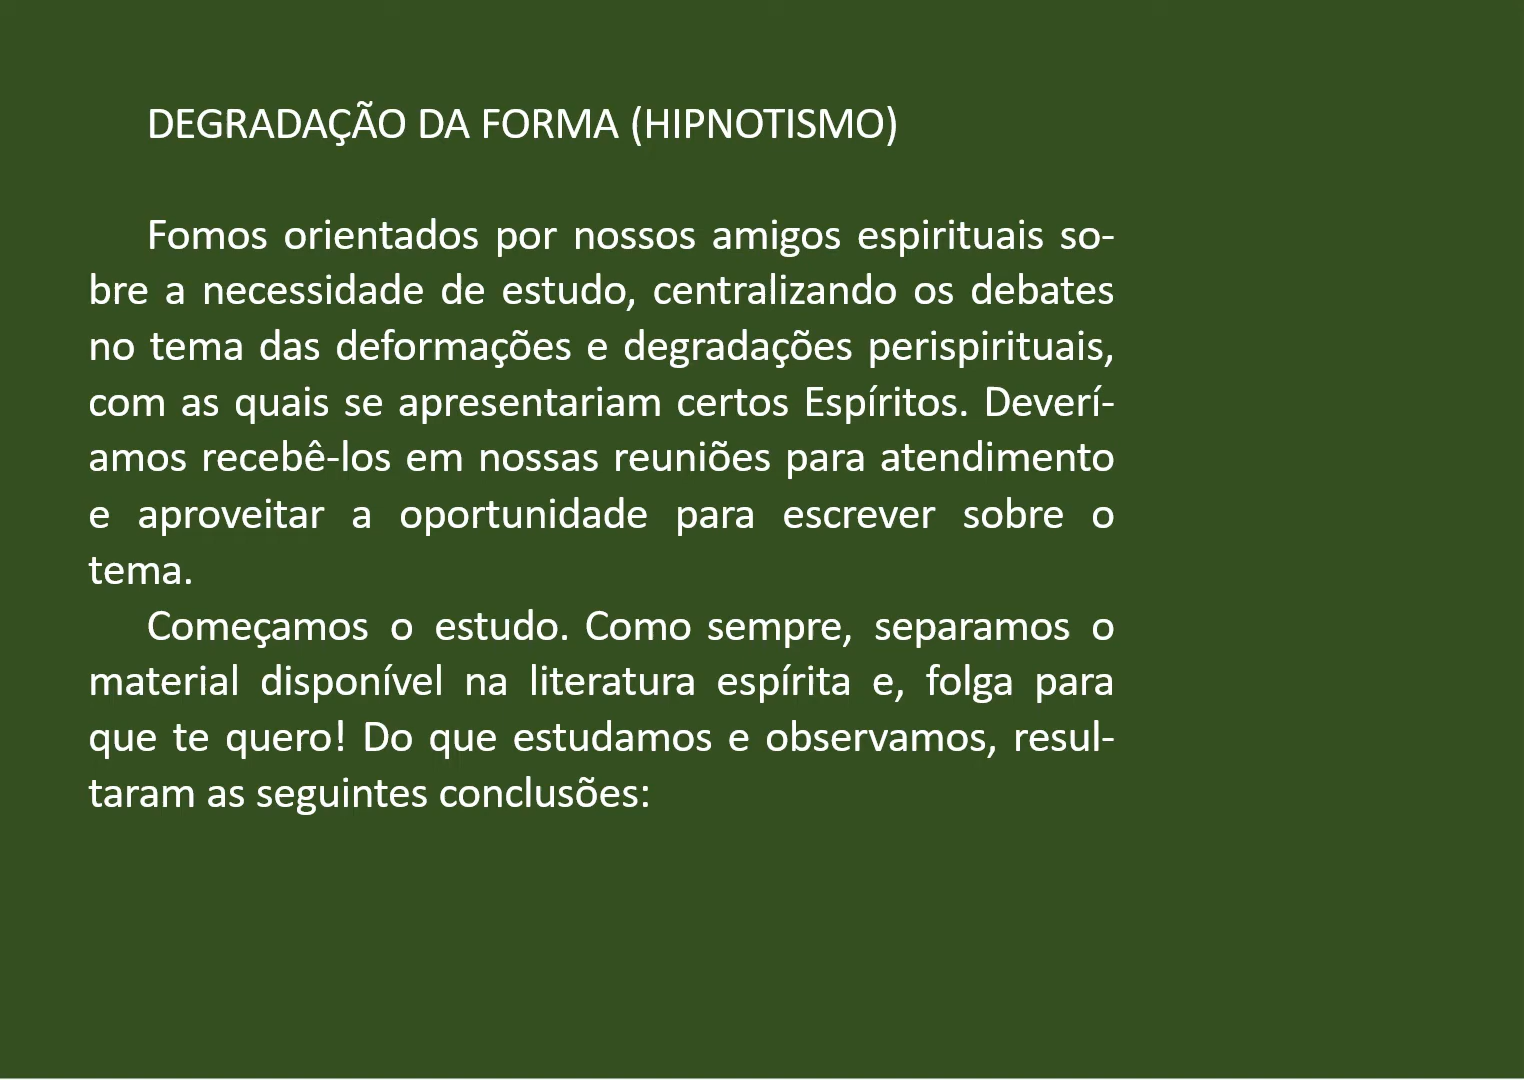 DEGRADAÇÃO DA FORMA (HIPNOTISMO)
Fomos orientados por nossos amigos espirituais so-
bre a necessidade de estudo, centralizando os debates
no tema das deformações e degradações perispirituais,
com as quais se apresentariam certos Espíritos. Deverí-
amos recebê-los em nossas reuniões para atendimento
e aproveitar a oportunidade para escrever sobre o
tema.
Começamos o estudo. Como sempre, separamos o
material disponível na literatura espírita e, folga para
que te quero! Do que estudamos e observamos, resul-
taram as seguintes conclusões: